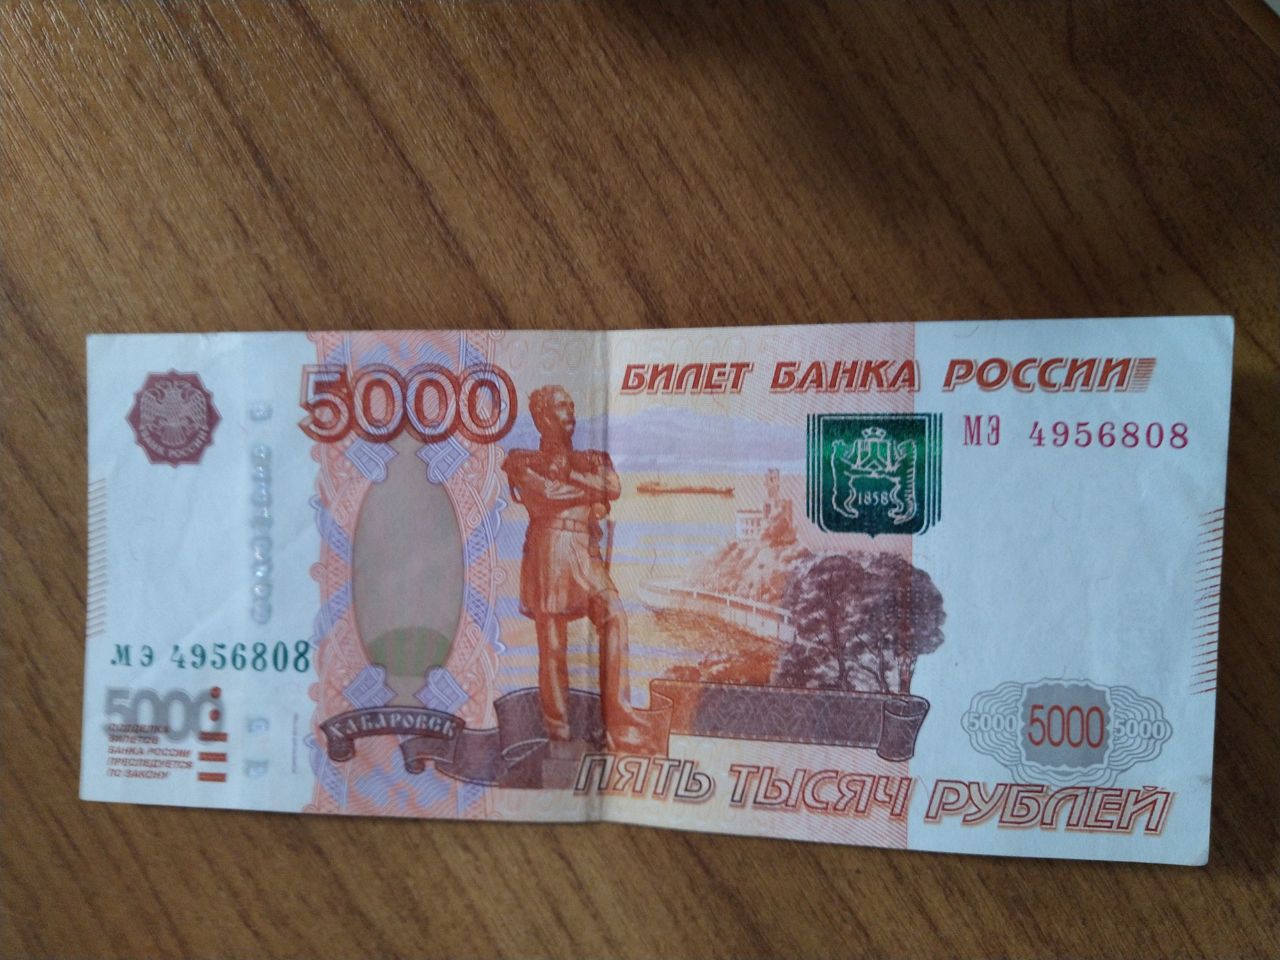 5000
БИЛЕТ БАНКА РОССИИ
БАНК РОССИИ
МЭ 4956808
1858
МЭ 4956808
5000
ПОДДЕЛКА
БИЛЕТОВ
БАНКА РОССИИ
ПРЕСЛЕДУЕТСЯ
ПО ЗАКОНУ
ХАБАРОВСК
5000 5000 5000
ПЯТЬ ТЫСЯЧ РУБЛЕЙ